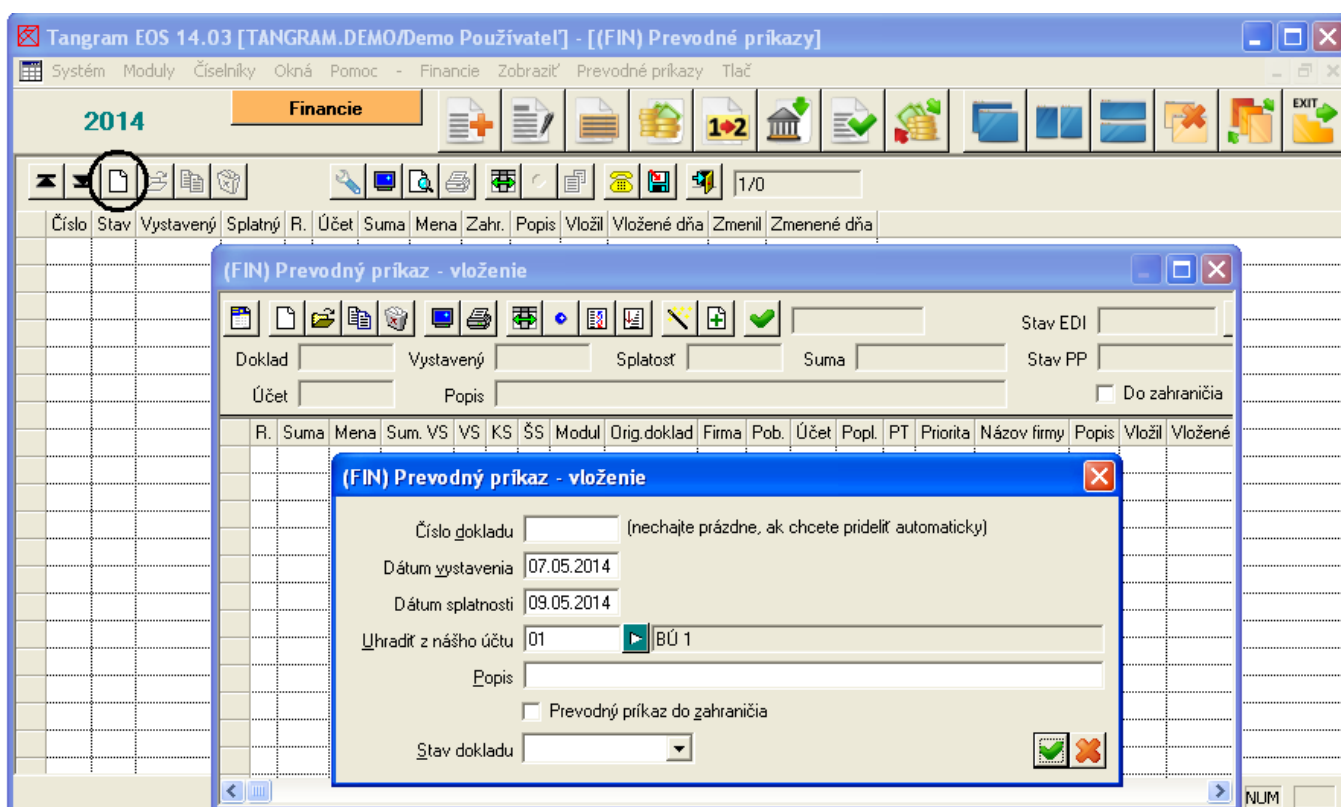 Tangram EOS 14.03 [TANGRAM.DEMO/Demo Používateľ] - [(FIN) Prevodné príkazy]
Systém Moduly Číselníky Okná Pomoc - Financie Zobraziť Prevodné príkazy Tlač
2014 Financie 1 2 EXIT
1/0
Číslo Stav Vystavený Splatný R. Účet Suma Mena Zahr. Popis Vložil Vložené dňa Zmenil Zmenené dňa
(FIN) Prevodný príkaz - vloženie
Stav EDI
Doklad Vystavený Splatosť Suma Stav PP
Účet Popis Do zahraničia
R. Suma Mena Sum. VS VS KS ŠS Modul Orig.doklad Firma Pob. Účet Popl. PT Priorita Názov firmy Popis Vložil Vložené
(FIN) Prevodný príkaz - vloženie
Číslo dokladu (nechajte prázdne, ak chcete prideliť automaticky)
Dátum vystavenia 07.05.2014
Dátum splatnosti 09.05.2014
Uhradiť z nášho účtu 01 BÚ 1
Popis
Prevodný príkaz do zahraničia
Stav dokladu
NUM